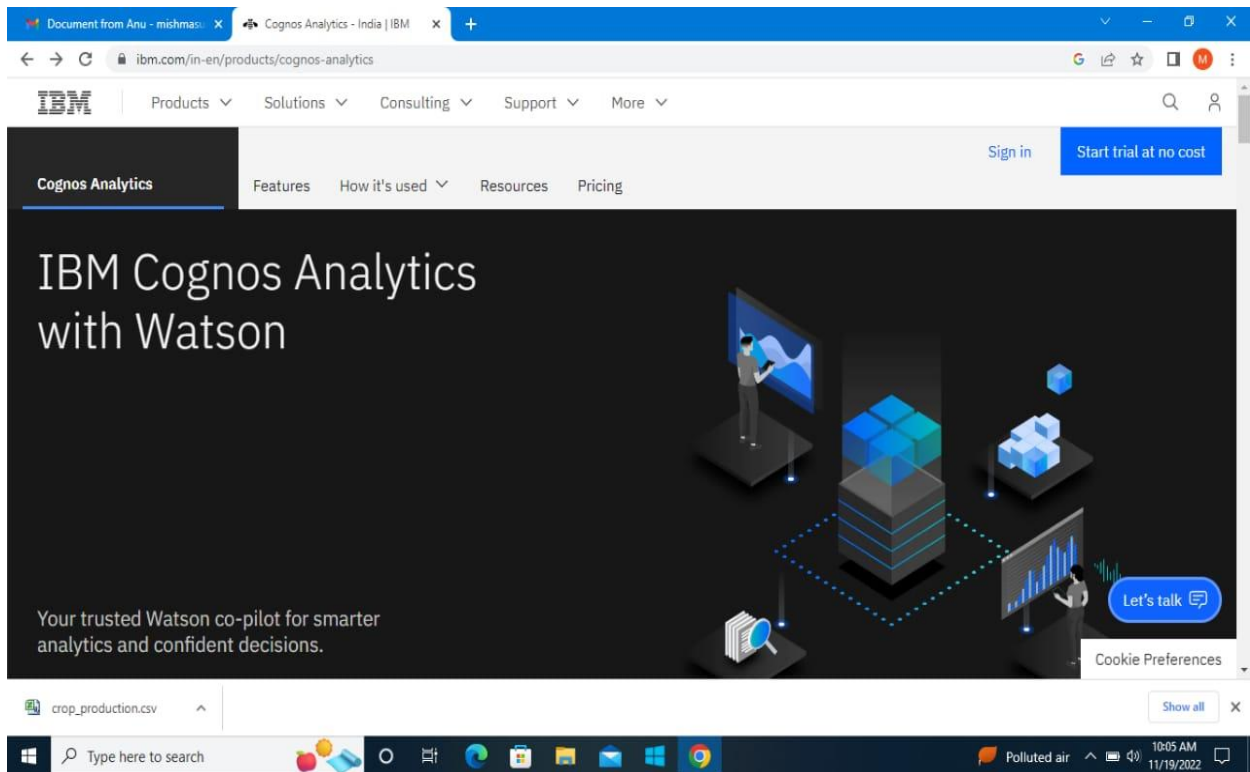 Document from Anu - mishmasu
Cognos Analytics - India | IBM
ibm.com/in-en/products/cognos-analytics
G
M
IBM
Products
Solutions
Consulting
Support
More
Sign in
Start trial at no cost
Cognos Analytics
Features
How it's used
Resources
Pricing
IBM Cognos Analytics
with Watson
Your trusted Watson co-pilot for smarter
analytics and confident decisions.
Let's talk
Cookie Preferences
crop_production.csv
Show all
Type here to search
Polluted air
10:05 AM
11/19/2022